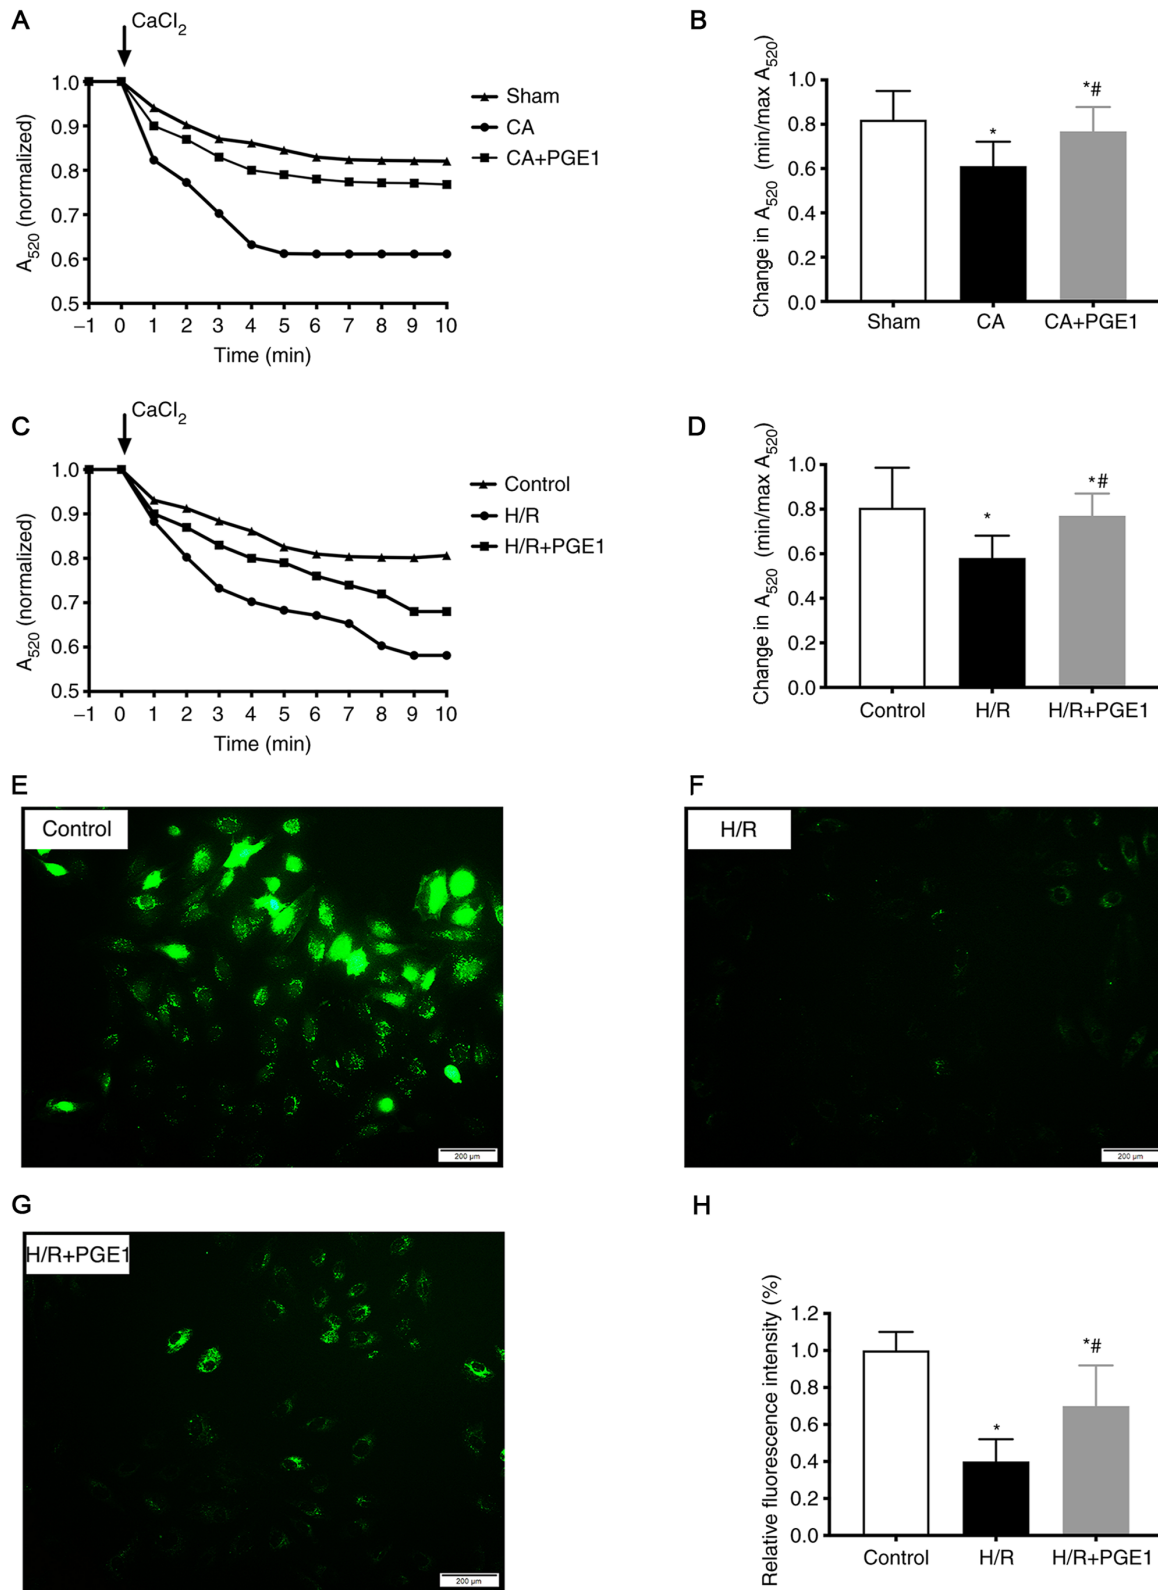 A
CaCl2
1.0
0.9
0.8
0.7
0.6
0.5
A520 (normalized)
−1 0 1 2 3 4 5 6 7 8 9 10
Time (min)
Sham
CA
CA+PGE1
B
Change in A520 (min/max A520)
1.0
0.8
0.6
0.4
0.2
0.0
*
*#
Sham CA CA+PGE1
C
CaCl2
1.0
0.9
0.8
0.7
0.6
0.5
A520 (normalized)
−1 0 1 2 3 4 5 6 7 8 9 10
Time (min)
Control
H/R
H/R+PGE1
D
Change in A520 (min/max A520)
1.0
0.8
0.6
0.4
0.2
0.0
*
*#
Control H/R H/R+PGE1
E
Control
200 µm
F
H/R
200 µm
G
H/R+PGE1
200 µm
H
Relative fluorescence intensity (%)
1.2
1.0
0.8
0.6
0.4
0.2
0.0
*
*#
Control H/R H/R+PGE1